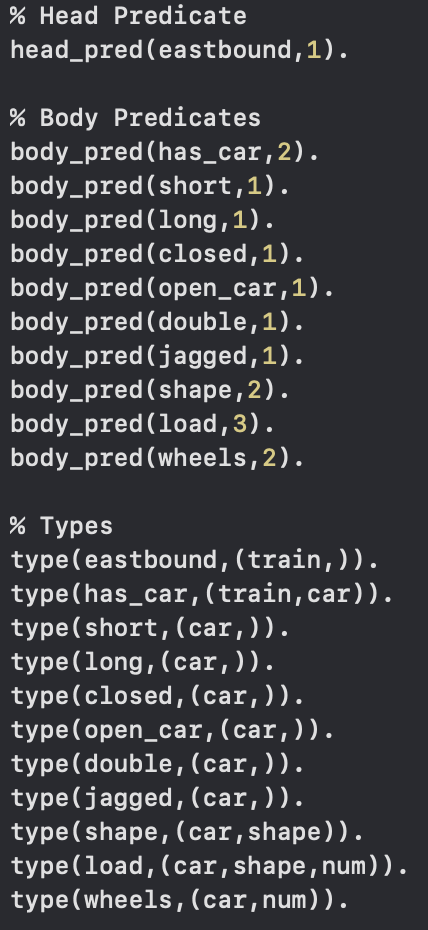 % Head Predicate
head_pred(eastbound,1).
% Body Predicates
body_pred(has_car,2).
body_pred(short,1).
body_pred(long,1).
body_pred(closed,1).
body_pred(open_car,1).
body_pred(double,1).
body_pred(jagged,1).
body_pred(shape,2).
body_pred(load,3).
body_pred(wheels,2).
% Types
type(eastbound,(train,)).
type(has_car,(train,car)).
type(short,(car,)).
type(long,(car,)).
type(closed,(car,)).
type(open_car,(car,)).
type(double,(car,)).
type(jagged,(car,)).
type(shape,(car,shape)).
type(load,(car,shape,num)).
type(wheels,(car,num)).